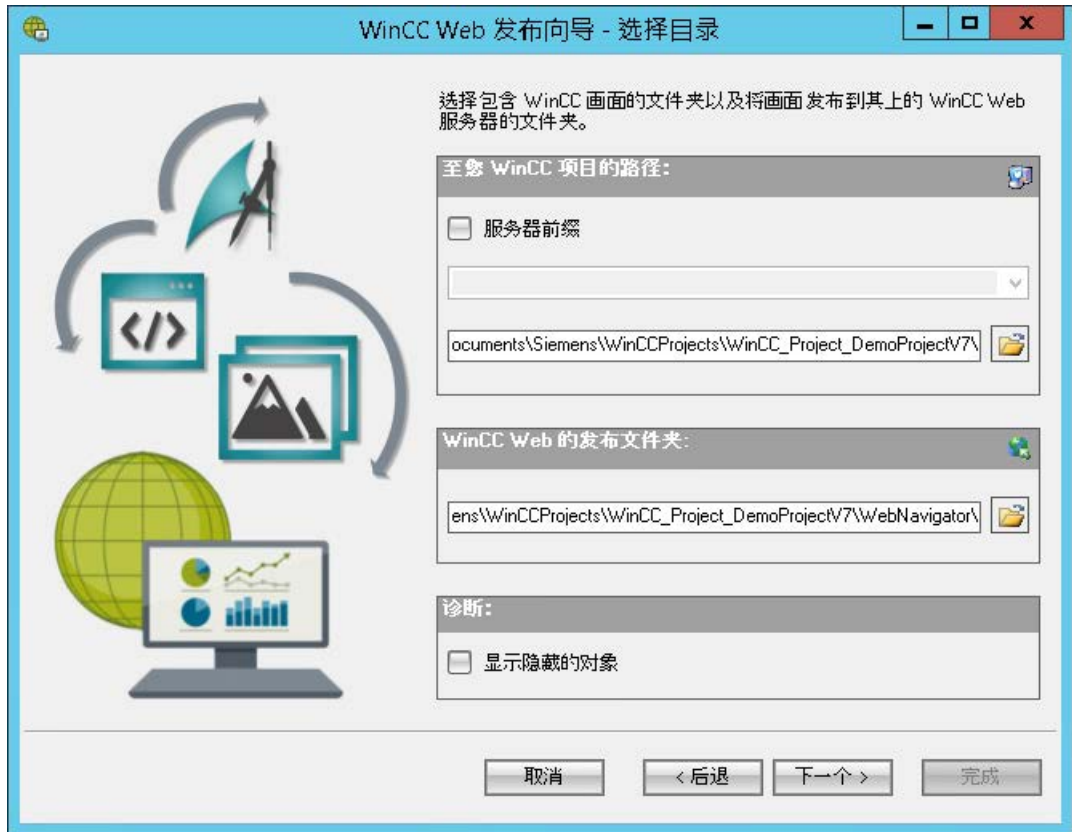 WinCC Web 发布向导 - 选择目录
选择包含 WinCC 画面的文件夹以及将画面发布到其上的 WinCC Web
服务器的文件夹。
至您 WinCC 项目的路径:
服务器前缀
ocuments\Siemens\WinCCProjects\WinCC_Project_DemoProjectV7\
WinCC Web 的发布文件夹:
ens\WinCCProjects\WinCC_Project_DemoProjectV7\WebNavigator\
诊断:
显示隐藏的对象
取消
< 后退
下一个 >
完成